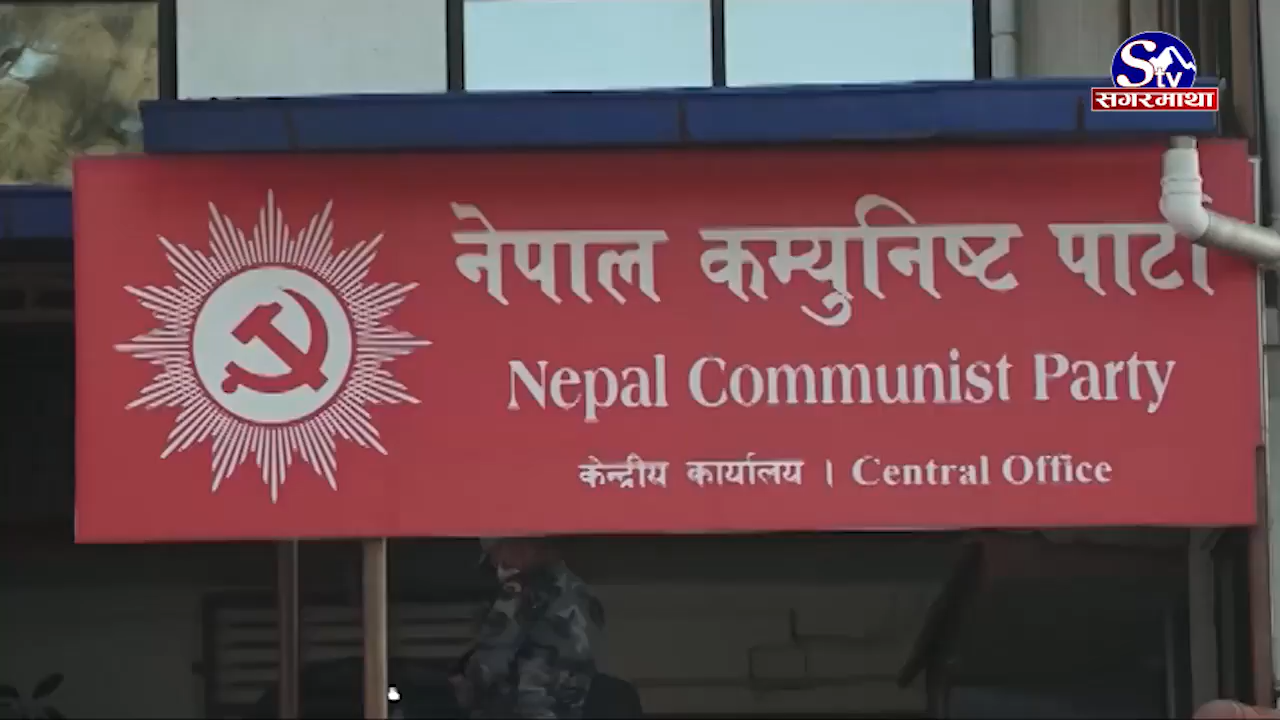 S tv
सगरमाथा
नेपाल कम्युनिष्ट पार्टी
Nepal Communist Party
केन्द्रीय कार्यालय । Central Office